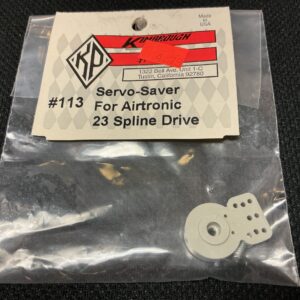 Made
in
USA
KIMBROUGH
KP
1322 Bell Ave. Unit 1-C
Tustin, California 92780
#113 Servo-Saver
For Airtronic
23 Spline Drive